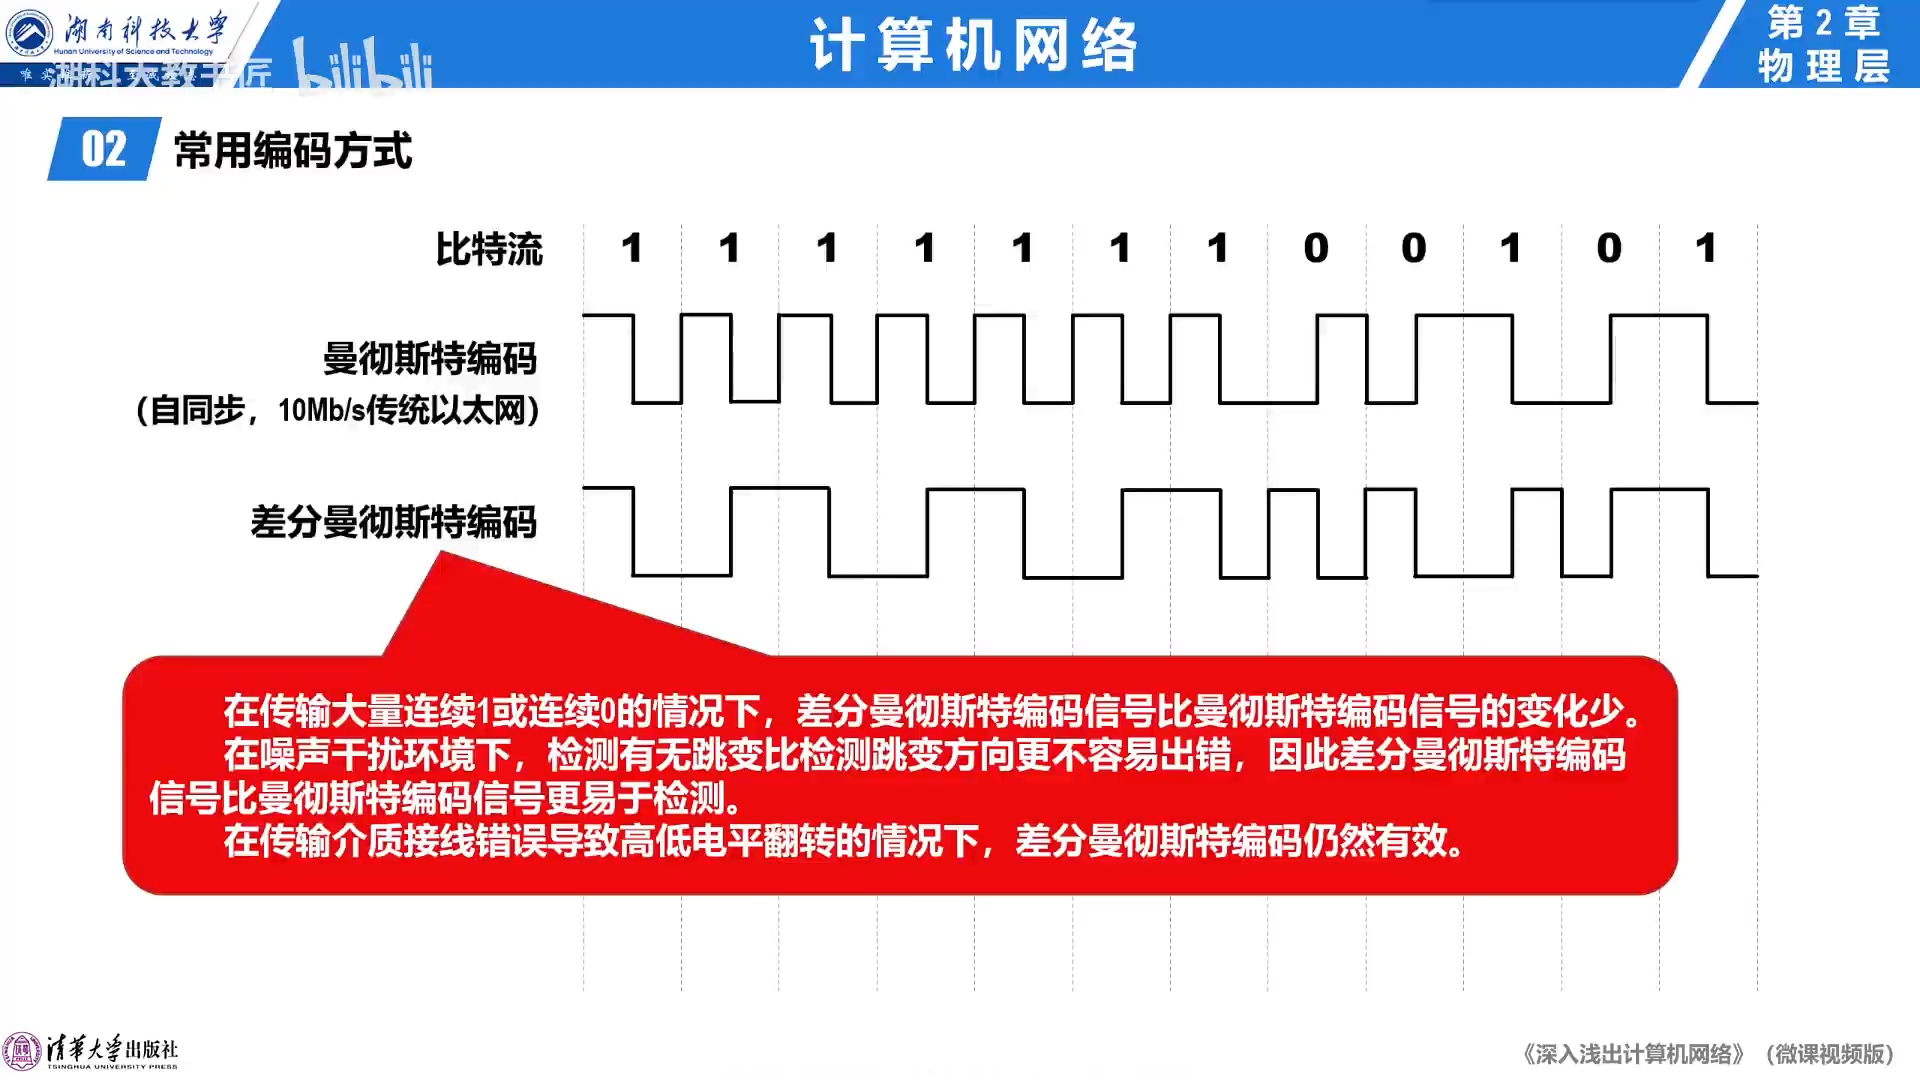 湖南科技大学
Hunan University of Science and Technology
湖科大教书匠 bilibili
计算机网络
第 2 章
物理层
02 常用编码方式
比特流 1 1 1 1 1 1 1 0 0 1 0 1
曼彻斯特编码
（自同步，10Mb/s传统以太网）
差分曼彻斯特编码
在传输大量连续1或连续0的情况下，差分曼彻斯特编码信号比曼彻斯特编码信号的变化少。
在噪声干扰环境下，检测有无跳变比检测跳变方向更不容易出错，因此差分曼彻斯特编码
信号比曼彻斯特编码信号更易于检测。
在传输介质接线错误导致高低电平翻转的情况下，差分曼彻斯特编码仍然有效。
清华大学出版社
TSINGHUA UNIVERSITY PRESS
《深入浅出计算机网络》（微课视频版）